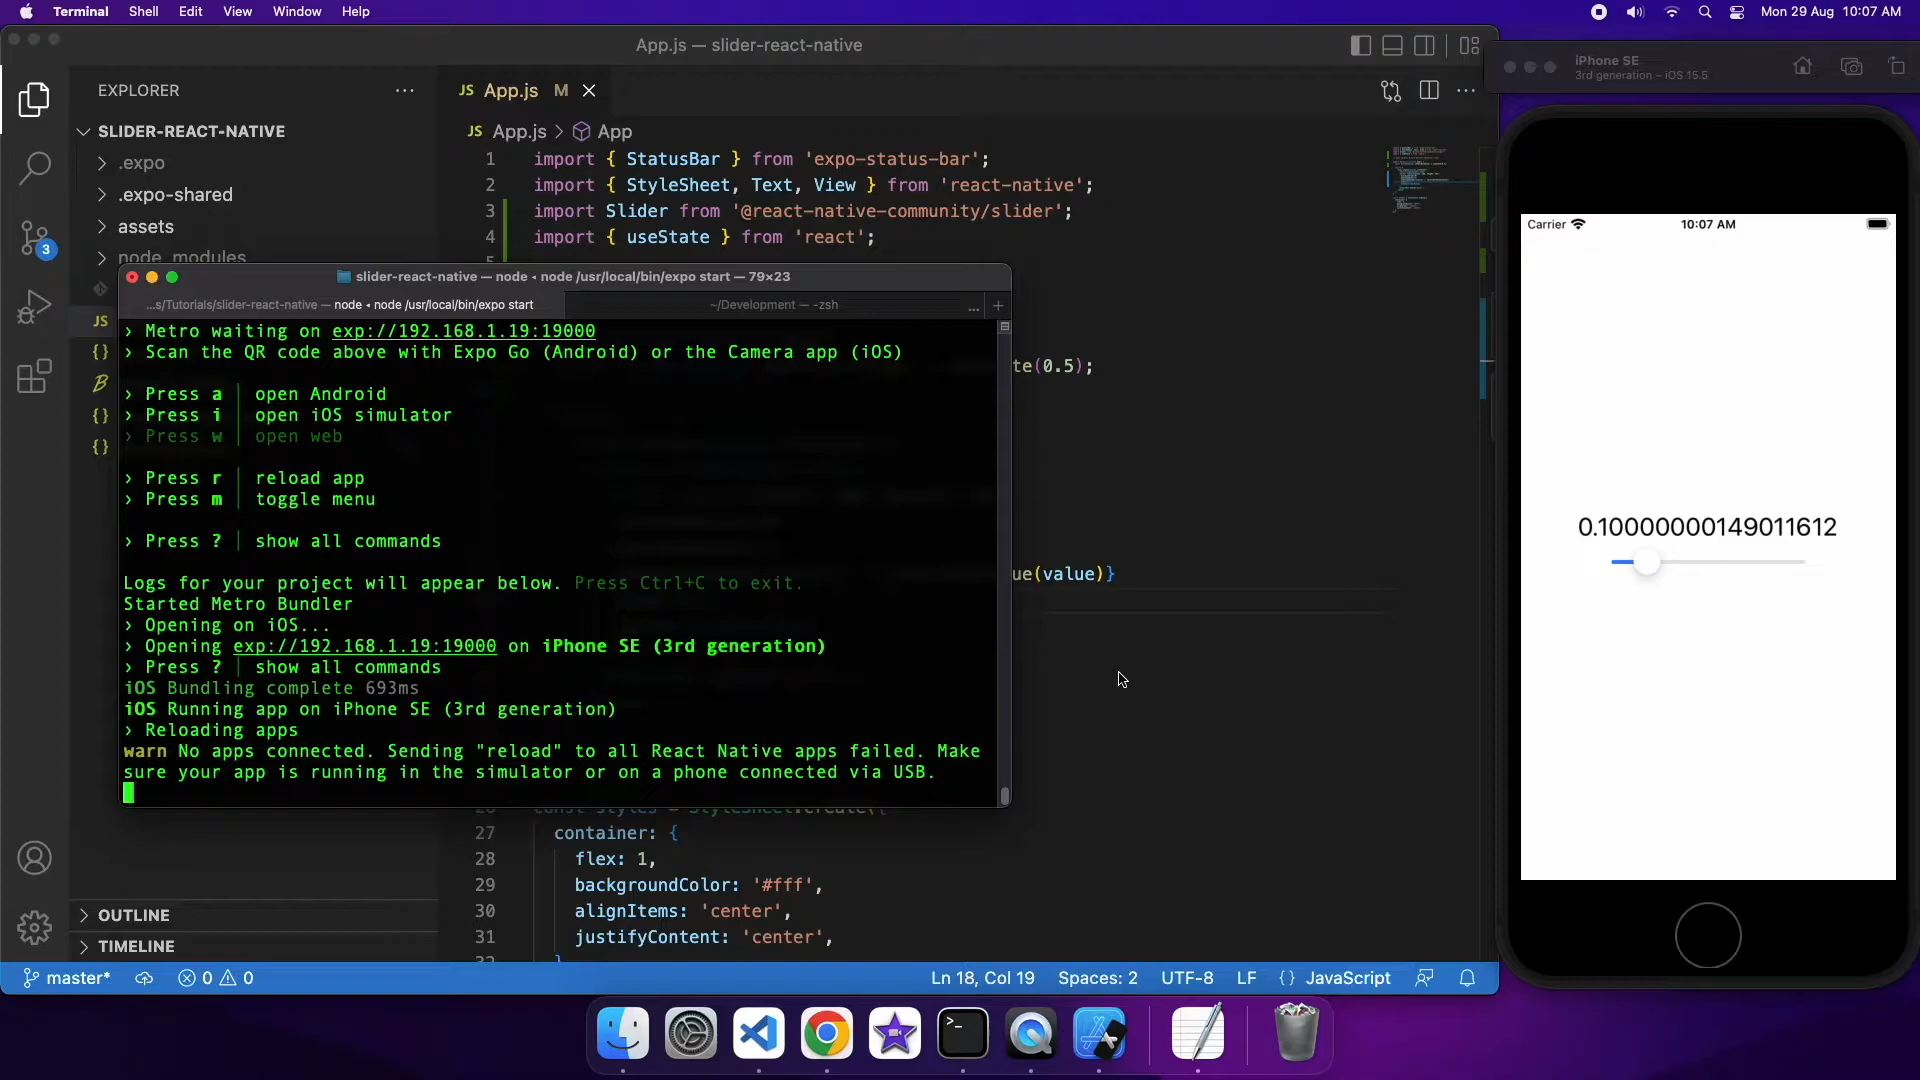 Terminal Shell Edit View Window Help
Mon 29 Aug 10:07 AM
App.js — slider-react-native
EXPLORER
SLIDER-REACT-NATIVE
.expo
.expo-shared
assets
node_modules
JS App.js M
JS App.js > App
1 import { StatusBar } from 'expo-status-bar';
2 import { StyleSheet, Text, View } from 'react-native';
3 import Slider from '@react-native-community/slider';
4 import { useState } from 'react';
5
te(0.5);
ue(value)}
const styles = StyleSheet.create({
27 container: {
28 flex: 1,
29 backgroundColor: '#fff',
30 alignItems: 'center',
31 justifyContent: 'center',
JS
slider-react-native — node ◂ node /usr/local/bin/expo start — 79×23
...s/Tutorials/slider-react-native — node ◂ node /usr/local/bin/expo start
~/Development — -zsh
› Metro waiting on exp://192.168.1.19:19000
› Scan the QR code above with Expo Go (Android) or the Camera app (iOS)
› Press a │ open Android
› Press i │ open iOS simulator
› Press w │ open web
› Press r │ reload app
› Press m │ toggle menu
› Press ? │ show all commands
Logs for your project will appear below. Press Ctrl+C to exit.
Started Metro Bundler
› Opening on iOS...
› Opening exp://192.168.1.19:19000 on iPhone SE (3rd generation)
› Press ? │ show all commands
iOS Bundling complete 693ms
iOS Running app on iPhone SE (3rd generation)
› Reloading apps
warn No apps connected. Sending "reload" to all React Native apps failed. Make
sure your app is running in the simulator or on a phone connected via USB.
OUTLINE
TIMELINE
3
master* 0 0
Ln 18, Col 19 Spaces: 2 UTF-8 LF {} JavaScript
iPhone SE
3rd generation – iOS 15.5
Carrier 10:07 AM
0.10000000149011612